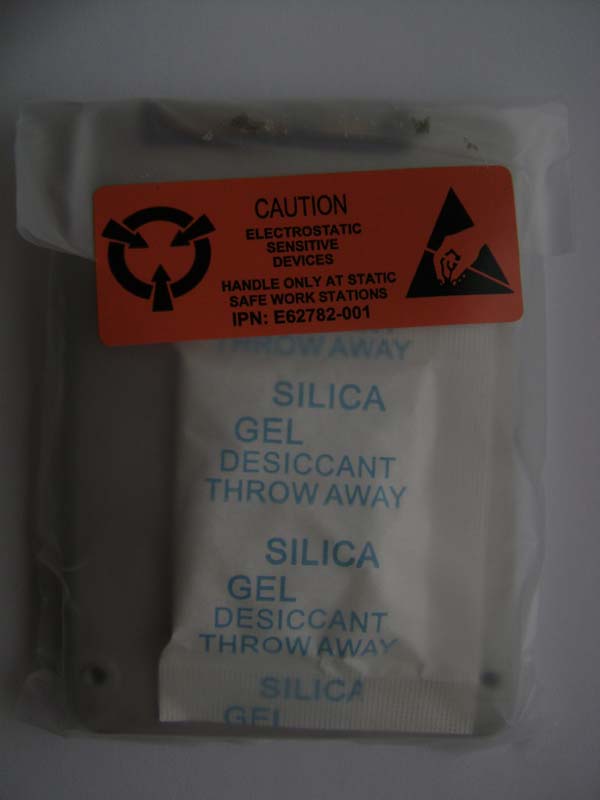 CAUTION
ELECTROSTATIC
SENSITIVE
DEVICES
HANDLE ONLY AT STATIC
SAFE WORK STATIONS
IPN: E62782-001
THROW AWAY
SILICA
GEL
DESICCANT
THROW AWAY
SILICA
GEL
DESICCANT
THROW AWAY
SILICA
GEL